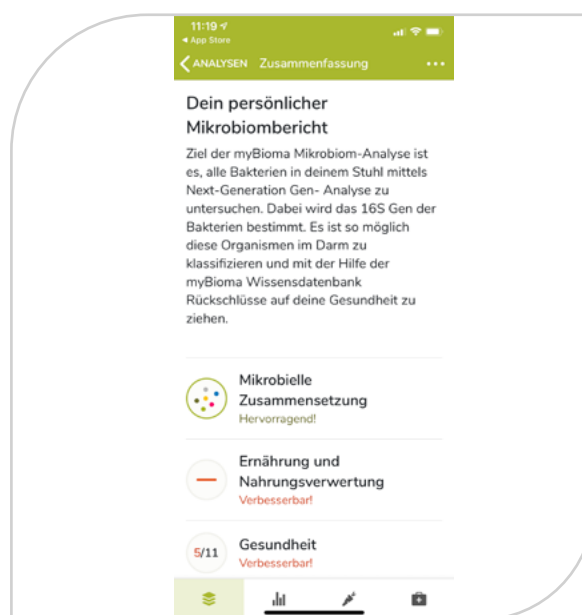 11:19
App Store
ANALYSEN Zusammenfassung
Dein persönlicher
Mikrobiombericht
Ziel der myBioma Mikrobiom-Analyse ist
es, alle Bakterien in deinem Stuhl mittels
Next-Generation Gen- Analyse zu
untersuchen. Dabei wird das 16S Gen der
Bakterien bestimmt. Es ist so möglich
diese Organismen im Darm zu
klassifizieren und mit der Hilfe der
myBioma Wissensdatenbank
Rückschlüsse auf deine Gesundheit zu
ziehen.
Mikrobielle
Zusammensetzung
Hervorragend!
Ernährung und
Nahrungsverwertung
Verbesserbar!
5/11
Gesundheit
Verbesserbar!